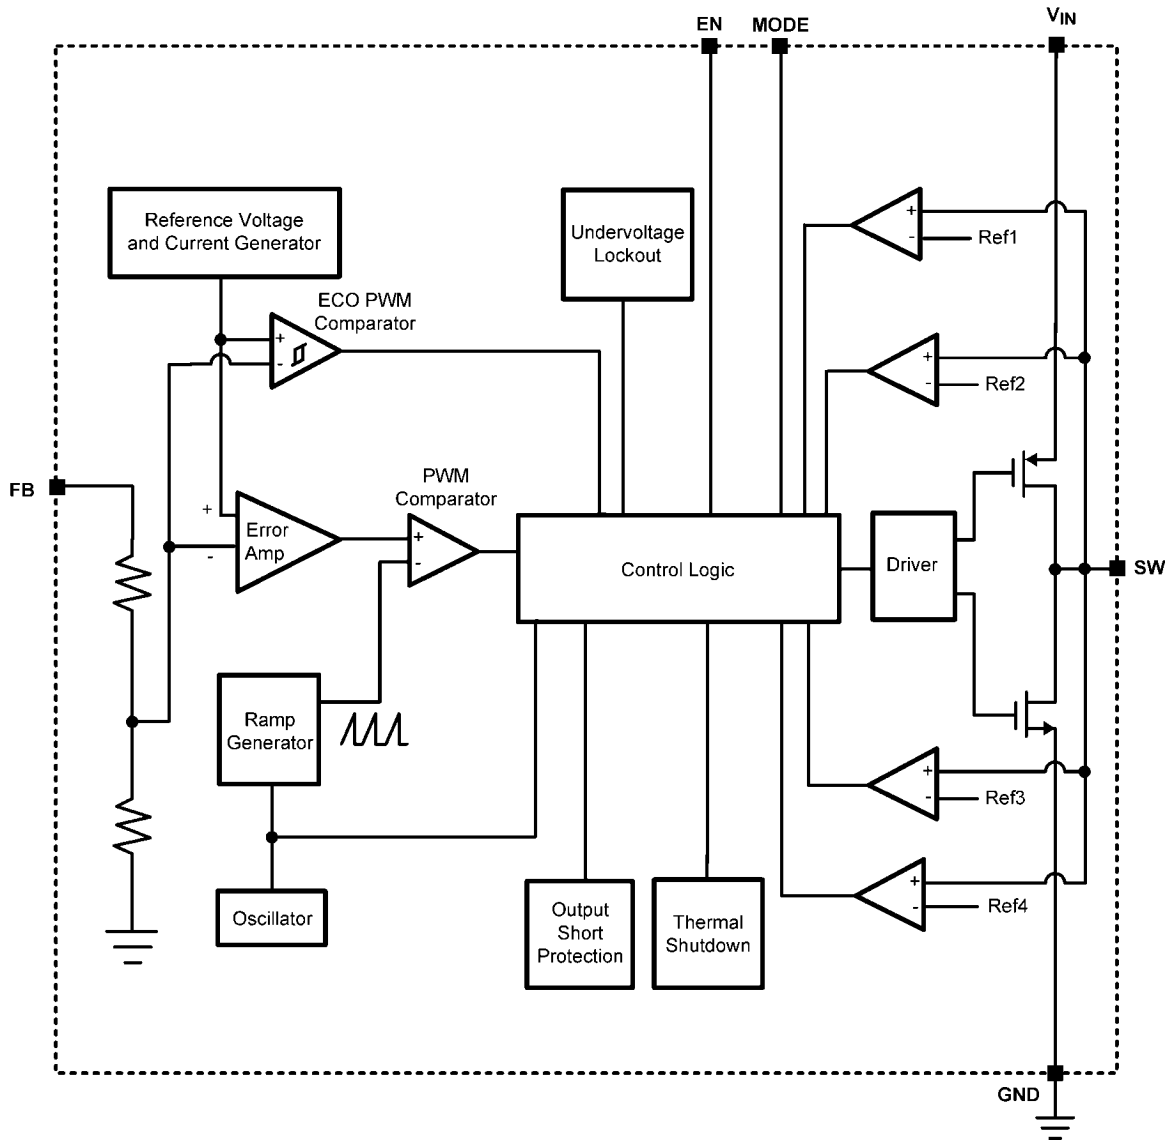 EN
MODE
VIN
Reference Voltage
and Current Generator
Undervoltage
Lockout
+
-
Ref1
ECO PWM
Comparator
+
-
+
-
Ref2
FB
PWM
Comparator
+
-
Error
Amp
+
-
Control Logic
Driver
SW
Ramp
Generator
+
-
Ref3
Oscillator
Output
Short
Protection
Thermal
Shutdown
+
-
Ref4
GND